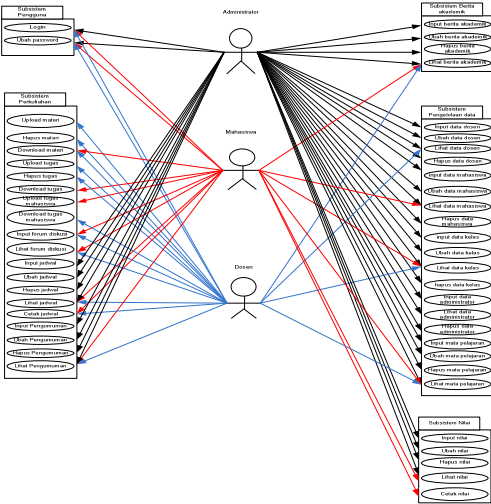 Subsistem
Pengguna
Login
Ubah password
Subsistem
Perkuliahan
Upload materi
Hapus materi
Download materi
Upload tugas
Hapus tugas
Download tugas
Upload tugas
mahasiswa
Download tugas
mahasiswa
Input forum diskusi
Lihat forum diskusi
Input jadwal
Ubah jadwal
Hapus jadwal
Lihat jadwal
Cetak jadwal
Input Pengumuman
Ubah Pengumuman
Hapus Pengumuman
Lihat Pengumuman
Administrator
Mahasiswa
Dosen
Subsistem Berita
akademik
Input berita akademik
Ubah berita akademik
Hapus berita
akademik
Lihat berita akademik
Subsistem
Pengelolaan data
Input data dosen
Ubah data dosen
Lihat data dosen
Hapus data dosen
Input data mahasiswa
Ubah data mahasiswa
Lihat data mahasiswa
Hapus data
mahasiswa
input data kelas
Ubah data kelas
Lihat data kelas
hapus data kelas
Input data
administrator
Lihat data
administrator
Hapus data
administrator
Input mata pelajaran
Ubah mata pelajaran
Hapus mata pelajaran
Lihat mata pelajaran
Subsistem Nilai
Input nilai
Ubah nilai
Hapus nilai
Lihat nilai
Cetak nilai